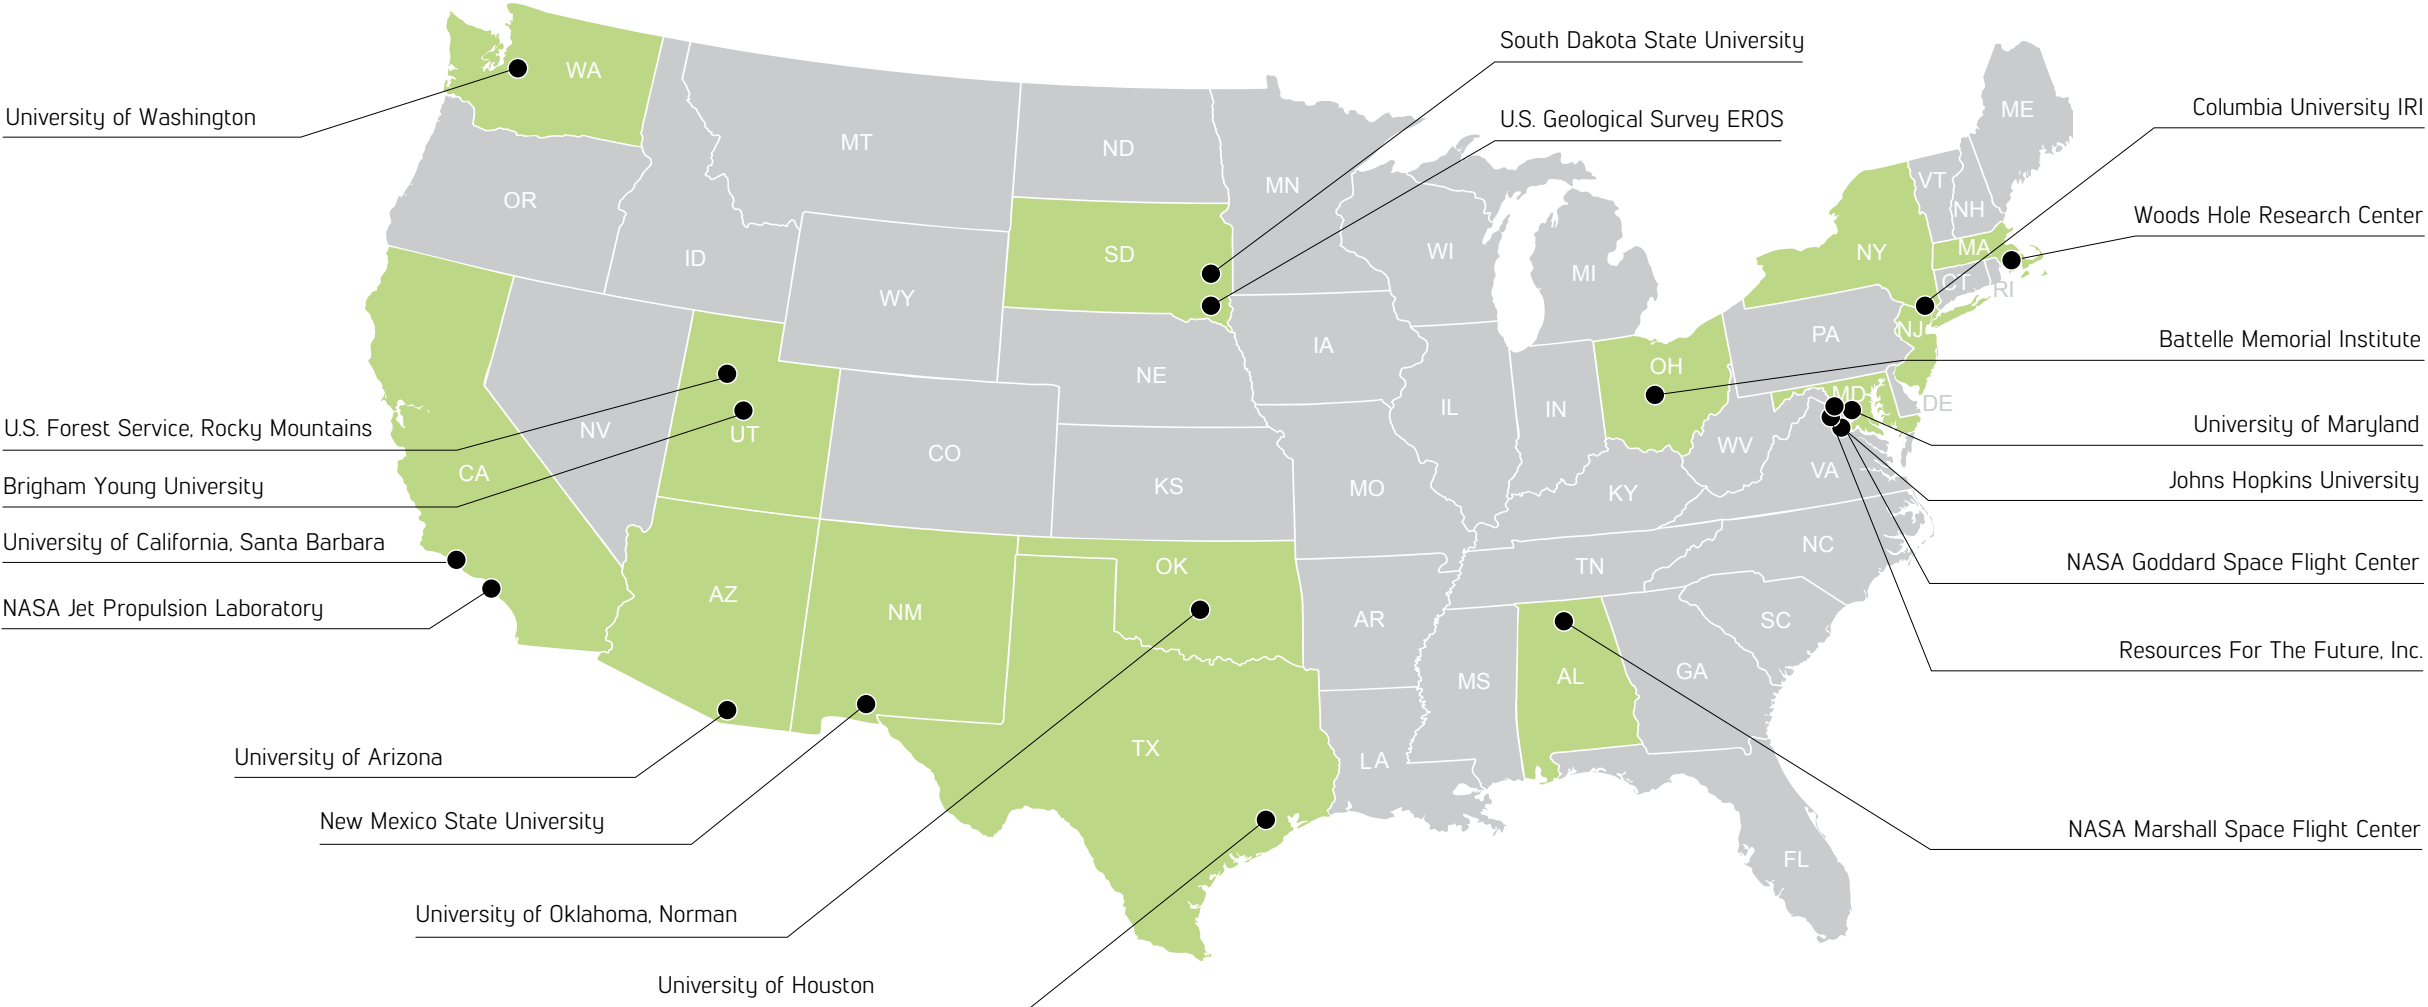 South Dakota State University
WA
U.S. Geological Survey EROS
Columbia University IRI
ME
University of Washington
MT
ND
MN
VT
NH
OR
Woods Hole Research Center
ID
SD
WI
MI
NY
MA
CT
RI
WY
NJ
PA
IA
Battelle Memorial Institute
NE
OH
MD
DE
IL
IN
University of Maryland
U.S. Forest Service, Rocky Mountains
NV
UT
CO
WV
VA
CA
KS
MO
KY
Johns Hopkins University
Brigham Young University
University of California, Santa Barbara
NC
NASA Goddard Space Flight Center
OK
TN
AZ
NM
NASA Jet Propulsion Laboratory
AR
SC
Resources For The Future, Inc.
MS
AL
GA
University of Arizona
TX
LA
New Mexico State University
NASA Marshall Space Flight Center
FL
University of Oklahoma, Norman
University of Houston